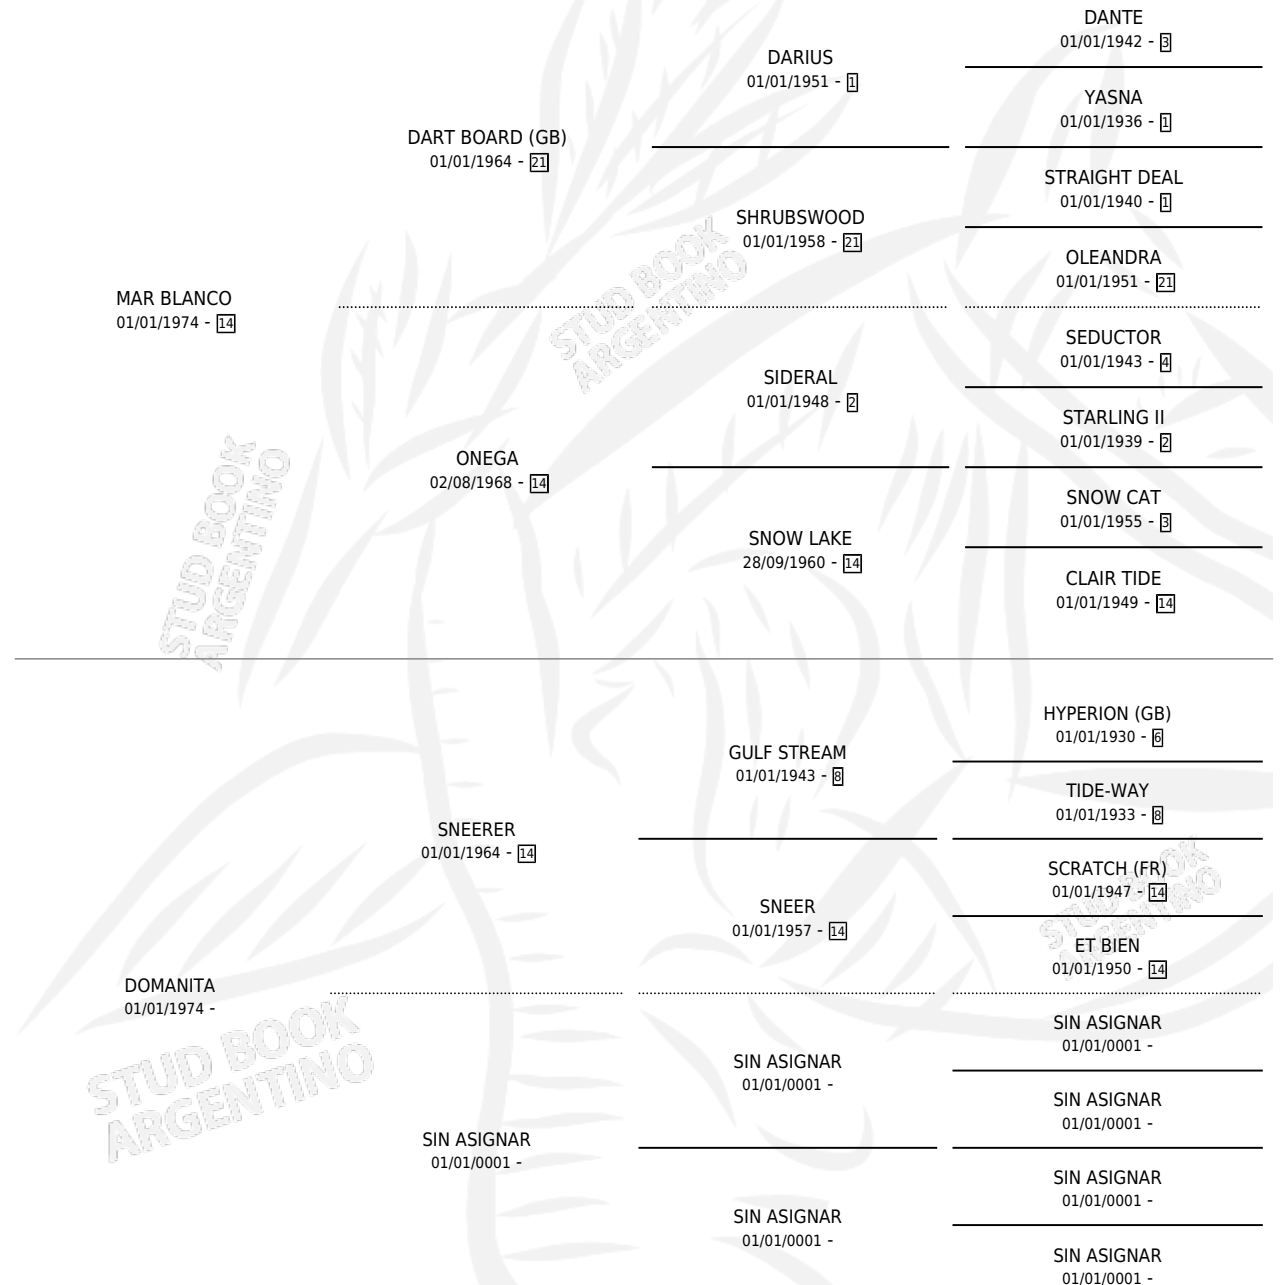 DANTE
01/01/1942 - 3
DARIUS
01/01/1951 - 1
YASNA
01/01/1936 - 1
DART BOARD (GB)
01/01/1964 - 21
STRAIGHT DEAL
01/01/1940 - 1
SHRUBSWOOD
01/01/1958 - 21
OLEANDRA
01/01/1951 - 21
MAR BLANCO
01/01/1974 - 14
STUD BOOK
ARGENTINO
SEDUCTOR
01/01/1943 - 4
SIDERAL
01/01/1948 - 2
STARLING II
01/01/1939 - 2
ONEGA
02/08/1968 - 14
SNOW CAT
01/01/1955 - 3
SNOW LAKE
28/09/1960 - 14
CLAIR TIDE
01/01/1949 - 14
STUD BOOK
ARGENTINO
HYPERION (GB)
01/01/1930 - 6
GULF STREAM
01/01/1943 - 8
TIDE-WAY
01/01/1933 - 8
SNEERER
01/01/1964 - 14
SCRATCH (FR)
01/01/1947 - 14
SNEER
01/01/1957 - 14
STUD BOOK
ARGENTINO
ET BIEN
01/01/1950 - 14
DOMANITA
01/01/1974 -
SIN ASIGNAR
01/01/0001 -
STUD BOOK
ARGENTINO
SIN ASIGNAR
01/01/0001 -
SIN ASIGNAR
01/01/0001 -
SIN ASIGNAR
01/01/0001 -
SIN ASIGNAR
01/01/0001 -
SIN ASIGNAR
01/01/0001 -
SIN ASIGNAR
01/01/0001 -